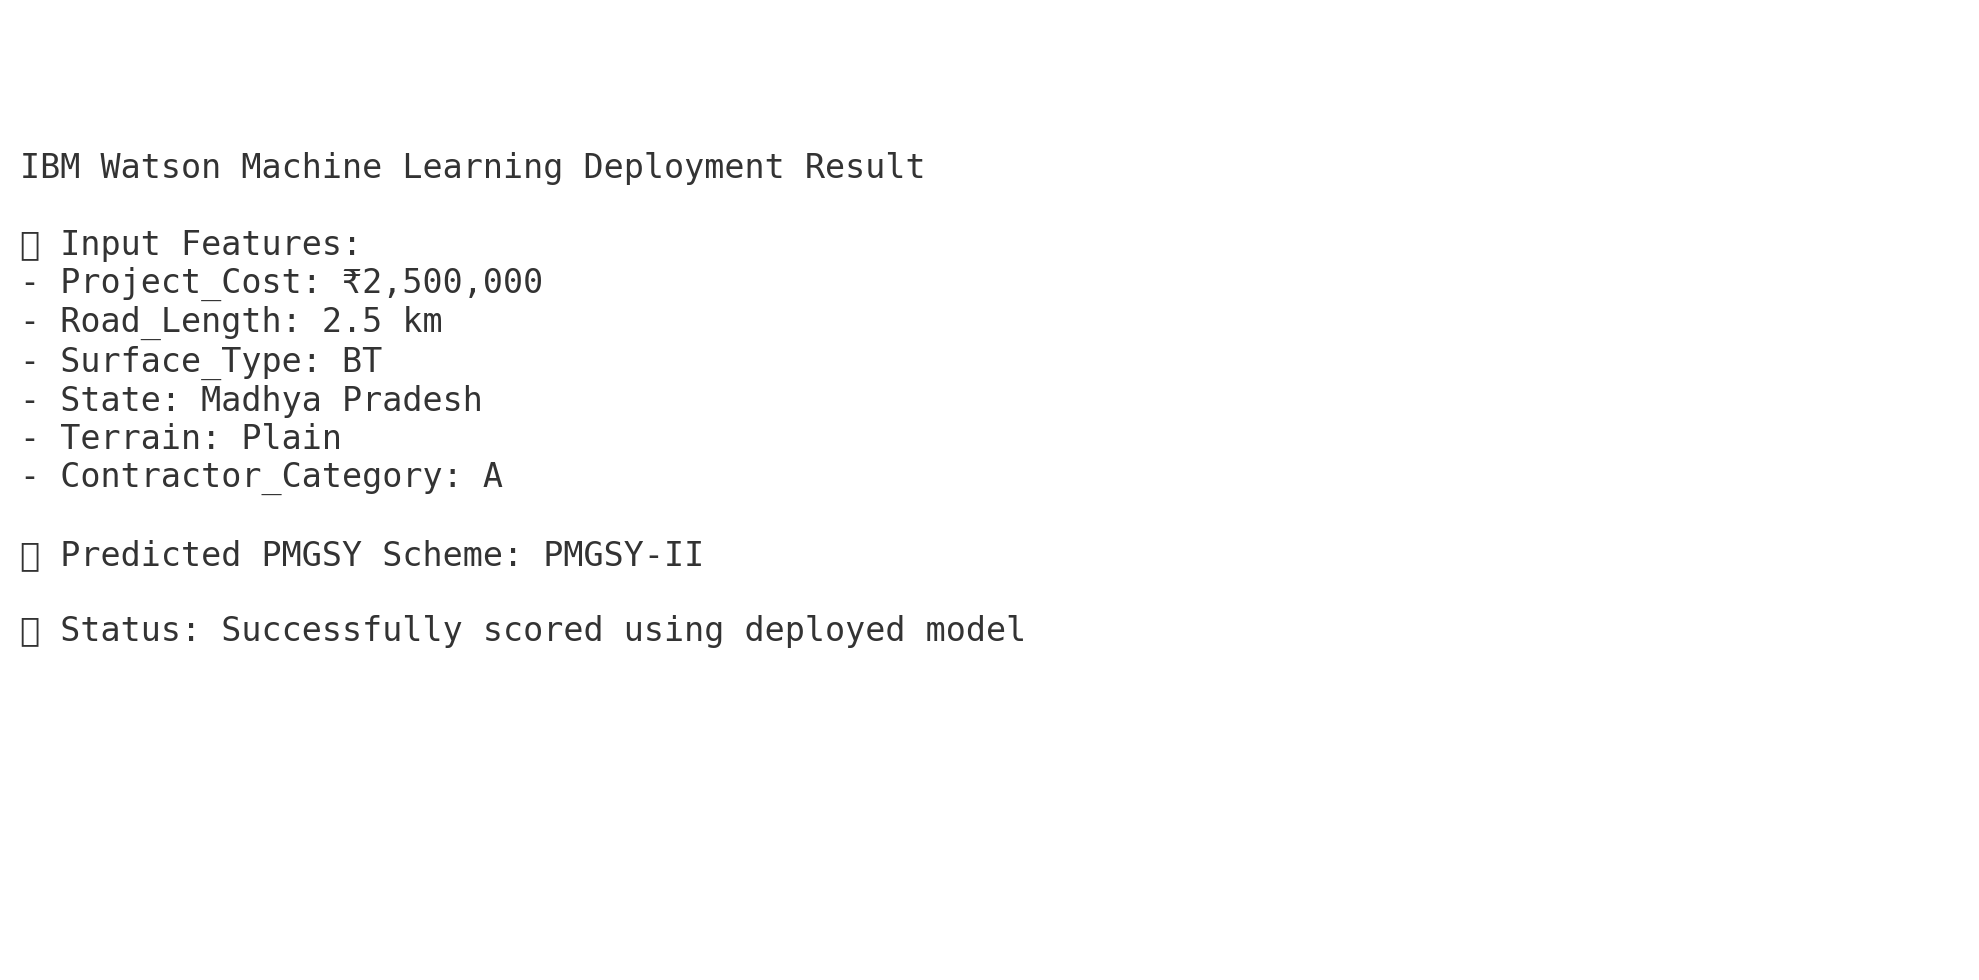 IBM Watson Machine Learning Deployment Result
▯ Input Features:
- Project_Cost: ₹2,500,000
- Road_Length: 2.5 km
- Surface_Type: BT
- State: Madhya Pradesh
- Terrain: Plain
- Contractor_Category: A
▯ Predicted PMGSY Scheme: PMGSY-II
▯ Status: Successfully scored using deployed model